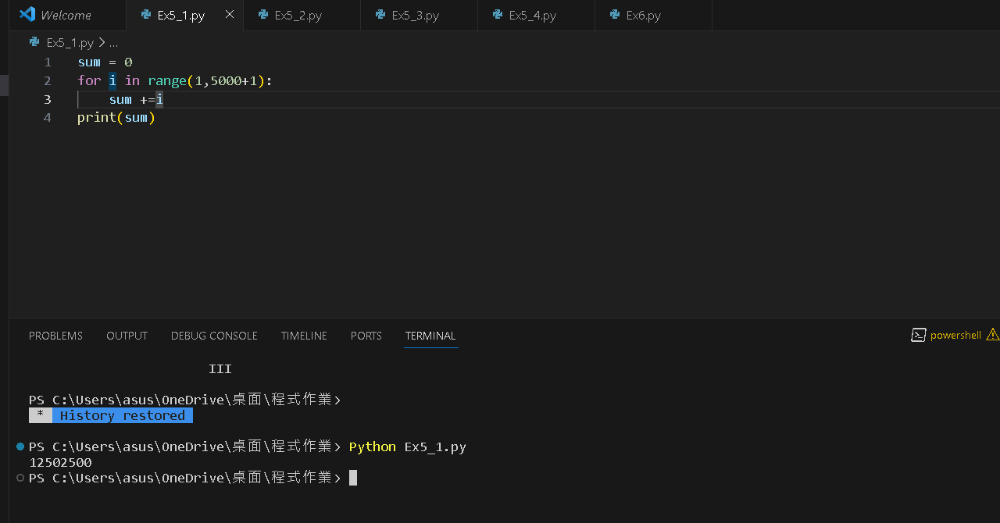 Welcome Ex5_1.py Ex5_2.py Ex5_3.py Ex5_4.py Ex6.py
Ex5_1.py > ...
1 sum = 0
2 for i in range(1,5000+1):
3     sum +=i
4 print(sum)
PROBLEMS OUTPUT DEBUG CONSOLE TIMELINE PORTS TERMINAL powershell
III
PS C:\Users\asus\OneDrive\桌面\程式作業>
* History restored
PS C:\Users\asus\OneDrive\桌面\程式作業> Python Ex5_1.py
12502500
PS C:\Users\asus\OneDrive\桌面\程式作業>